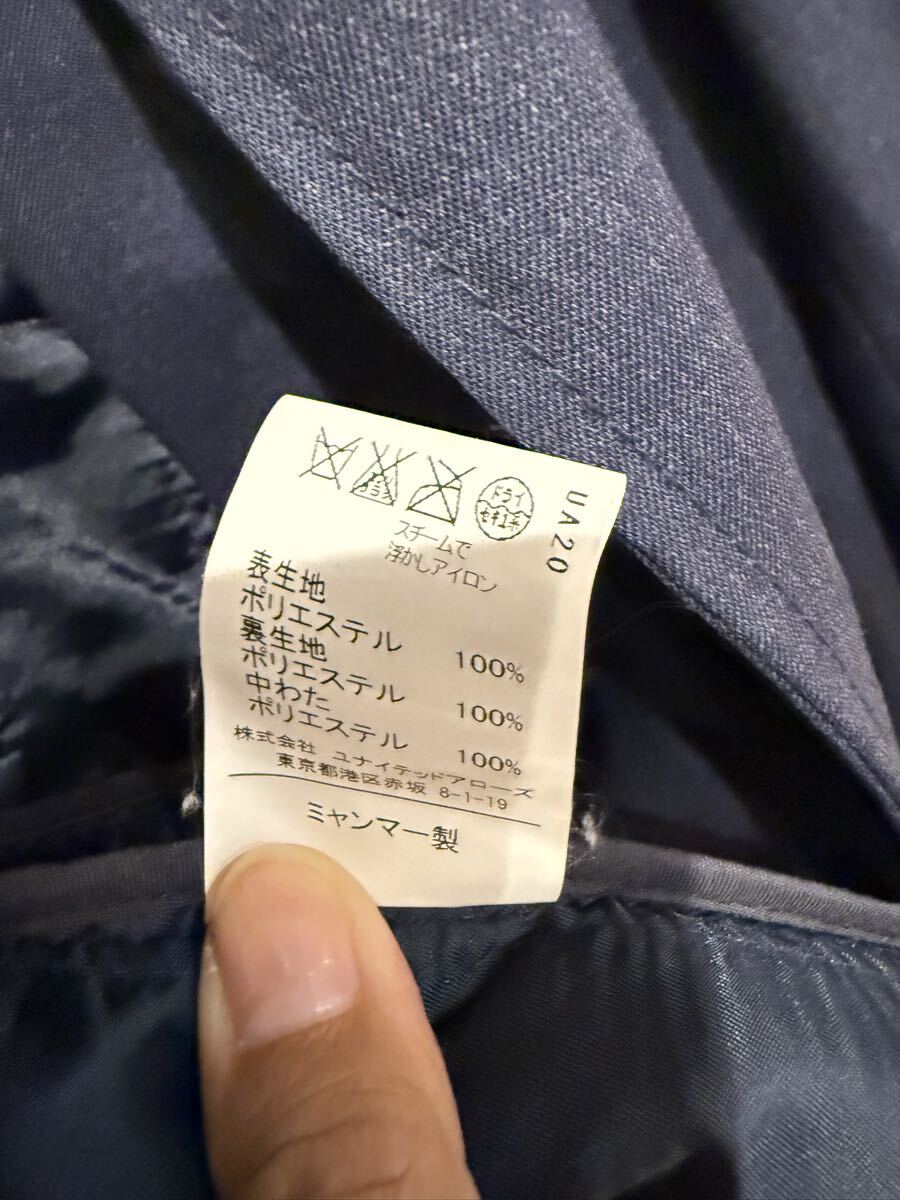 ドライ
セキユ系
UA20
スチームで
浮かしアイロン
表生地
ポリエステル 100%
裏生地
ポリエステル 100%
中わた
ポリエステル 100%
株式会社 ユナイテッドアローズ
東京都港区赤坂 8-1-19
ミャンマー製